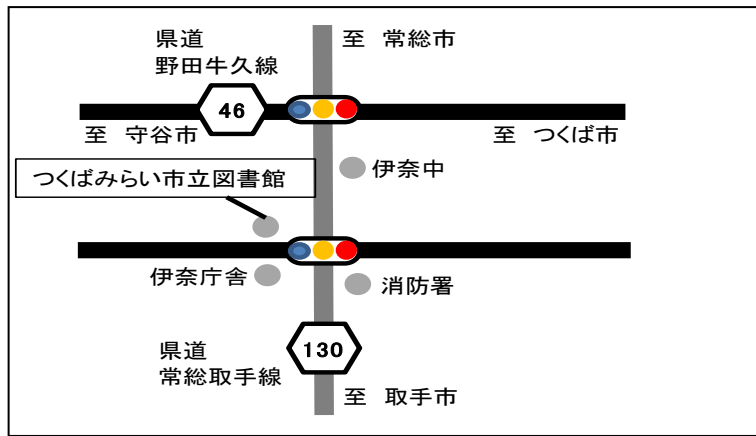 県道
野田牛久線
至 常総市
46
至 守谷市
至 つくば市
伊奈中
つくばみらい市立図書館
伊奈庁舎
消防署
県道
常総取手線
130
至 取手市